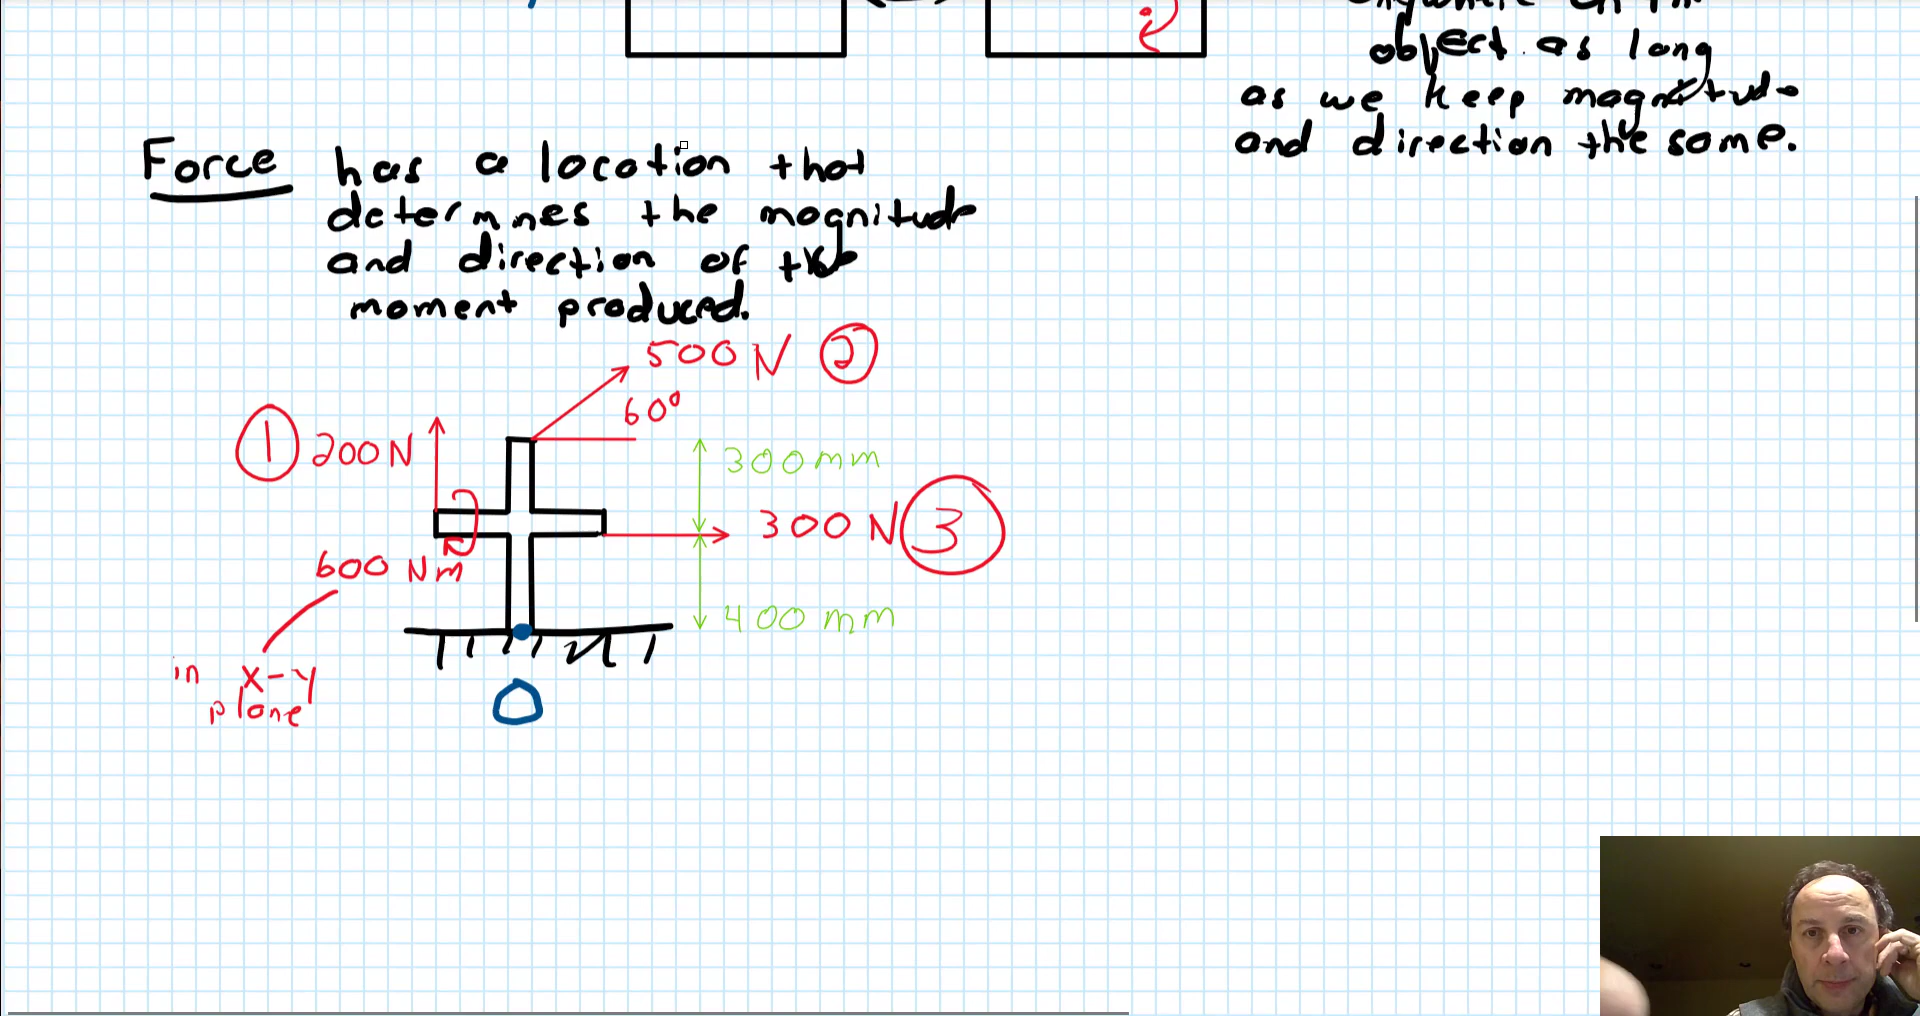 object as long
as we keep magnitude
and direction the same.
Force has a location that
determines the magnitude
and direction of the
moment produced.
500 N ②
60°
① 200 N
300 mm
300 N ③
600 Nm
400 mm
in x-y
plane
O